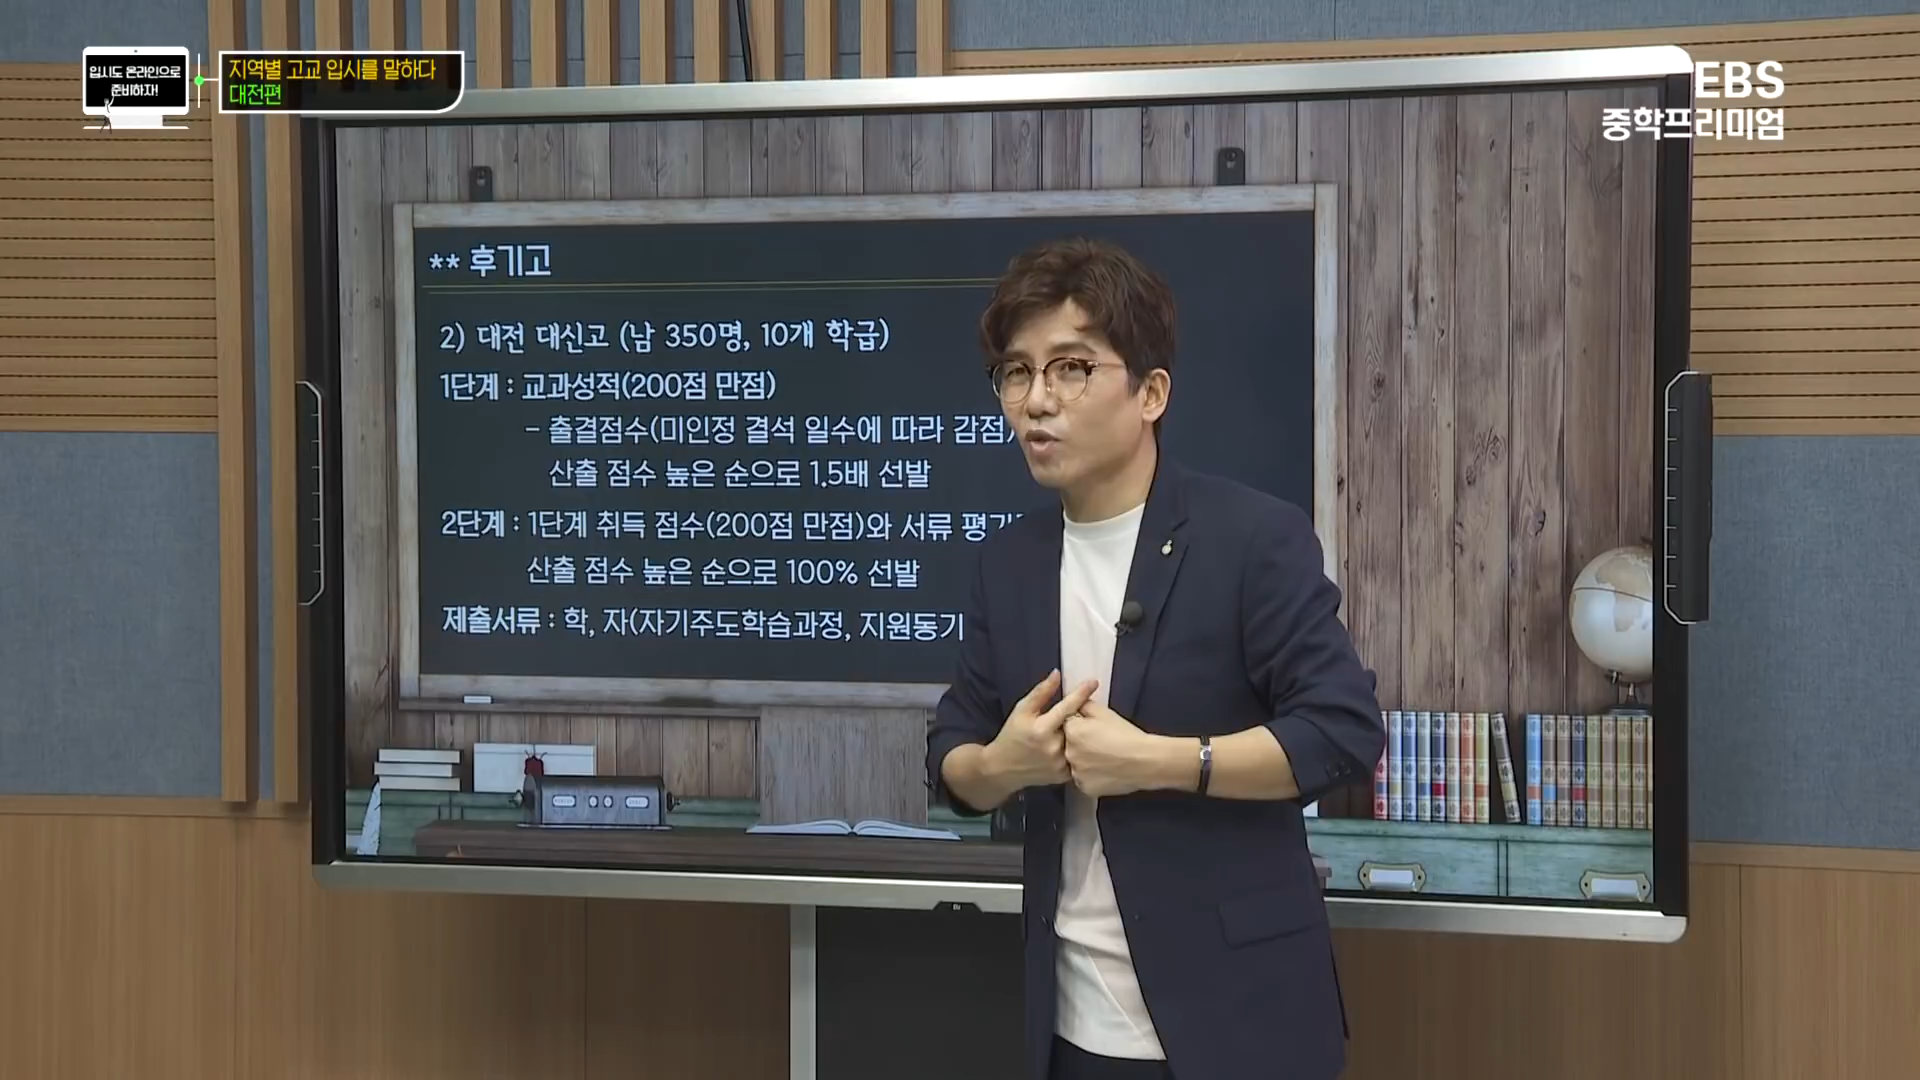 입시도 온라인으로
준비하자!
지역별 고교 입시를 말하다
대전편
EBS
중학프리미엄
** 후기고
2) 대전 대신고 (남 350명, 10개 학급)
1단계 : 교과성적(200점 만점)
- 출결점수(미인정 결석 일수에 따라 감점)
산출 점수 높은 순으로 1.5배 선발
2단계 : 1단계 취득 점수(200점 만점)와 서류
산출 점수 높은 순으로 100% 선발
제출서류 : 학, 자(자기주도학습과정, 지원동기